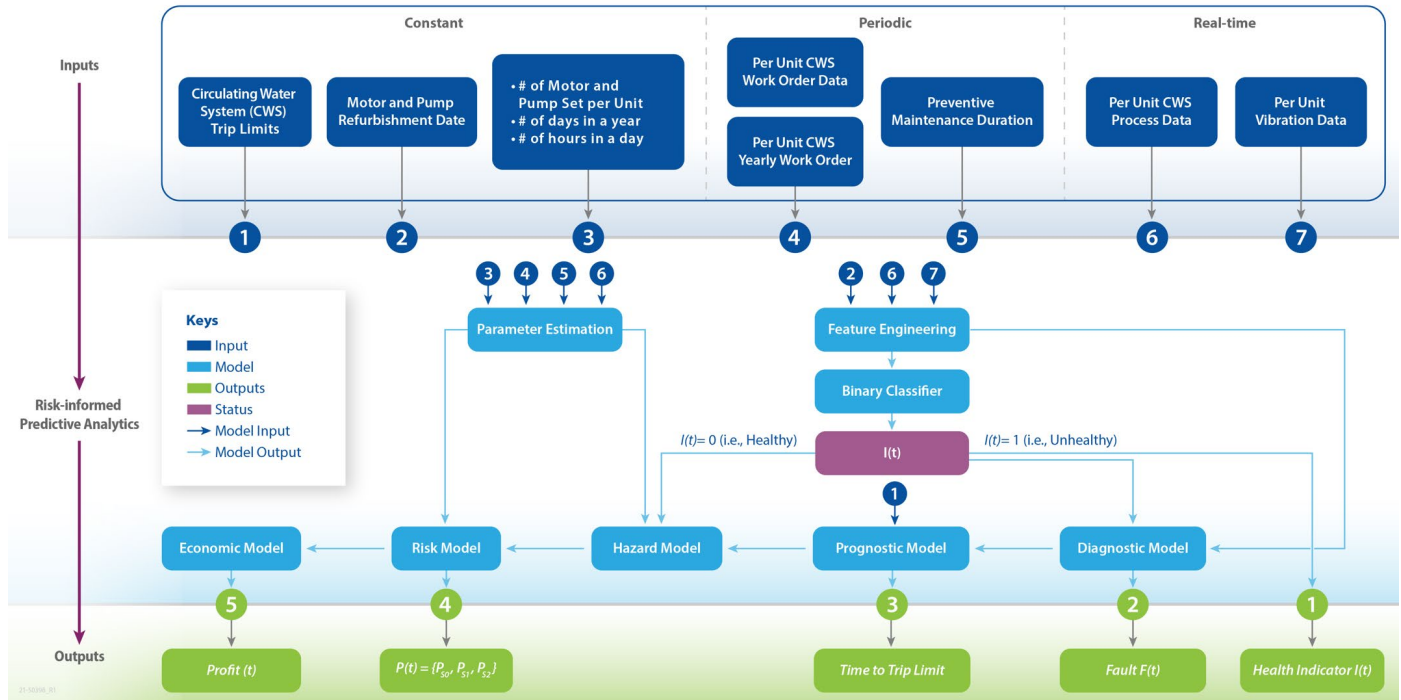 Constant
Periodic
Real-time
Inputs
Circulating Water
System (CWS)
Trip Limits
Motor and Pump
Refurbishment Date
• # of Motor and
Pump Set per Unit
• # of days in a year
• # of hours in a day
Per Unit CWS
Work Order Data
Per Unit CWS
Yearly Work Order
Preventive
Maintenance Duration
Per Unit CWS
Process Data
Per Unit
Vibration Data
1
2
3
4
5
6
7
3
4
5
6
2
6
7
Keys
Input
Model
Outputs
Status
Model Input
Model Output
Parameter Estimation
Feature Engineering
Binary Classifier
Risk-informed
Predictive Analytics
I(t)= 0 (i.e., Healthy)
I(t)
I(t)= 1 (i.e., Unhealthy)
1
Economic Model
Risk Model
Hazard Model
Prognostic Model
Diagnostic Model
5
4
3
2
1
Outputs
Profit (t)
P(t) = {P_S0, P_S1, P_S2}
Time to Trip Limit
Fault F(t)
Health Indicator I(t)